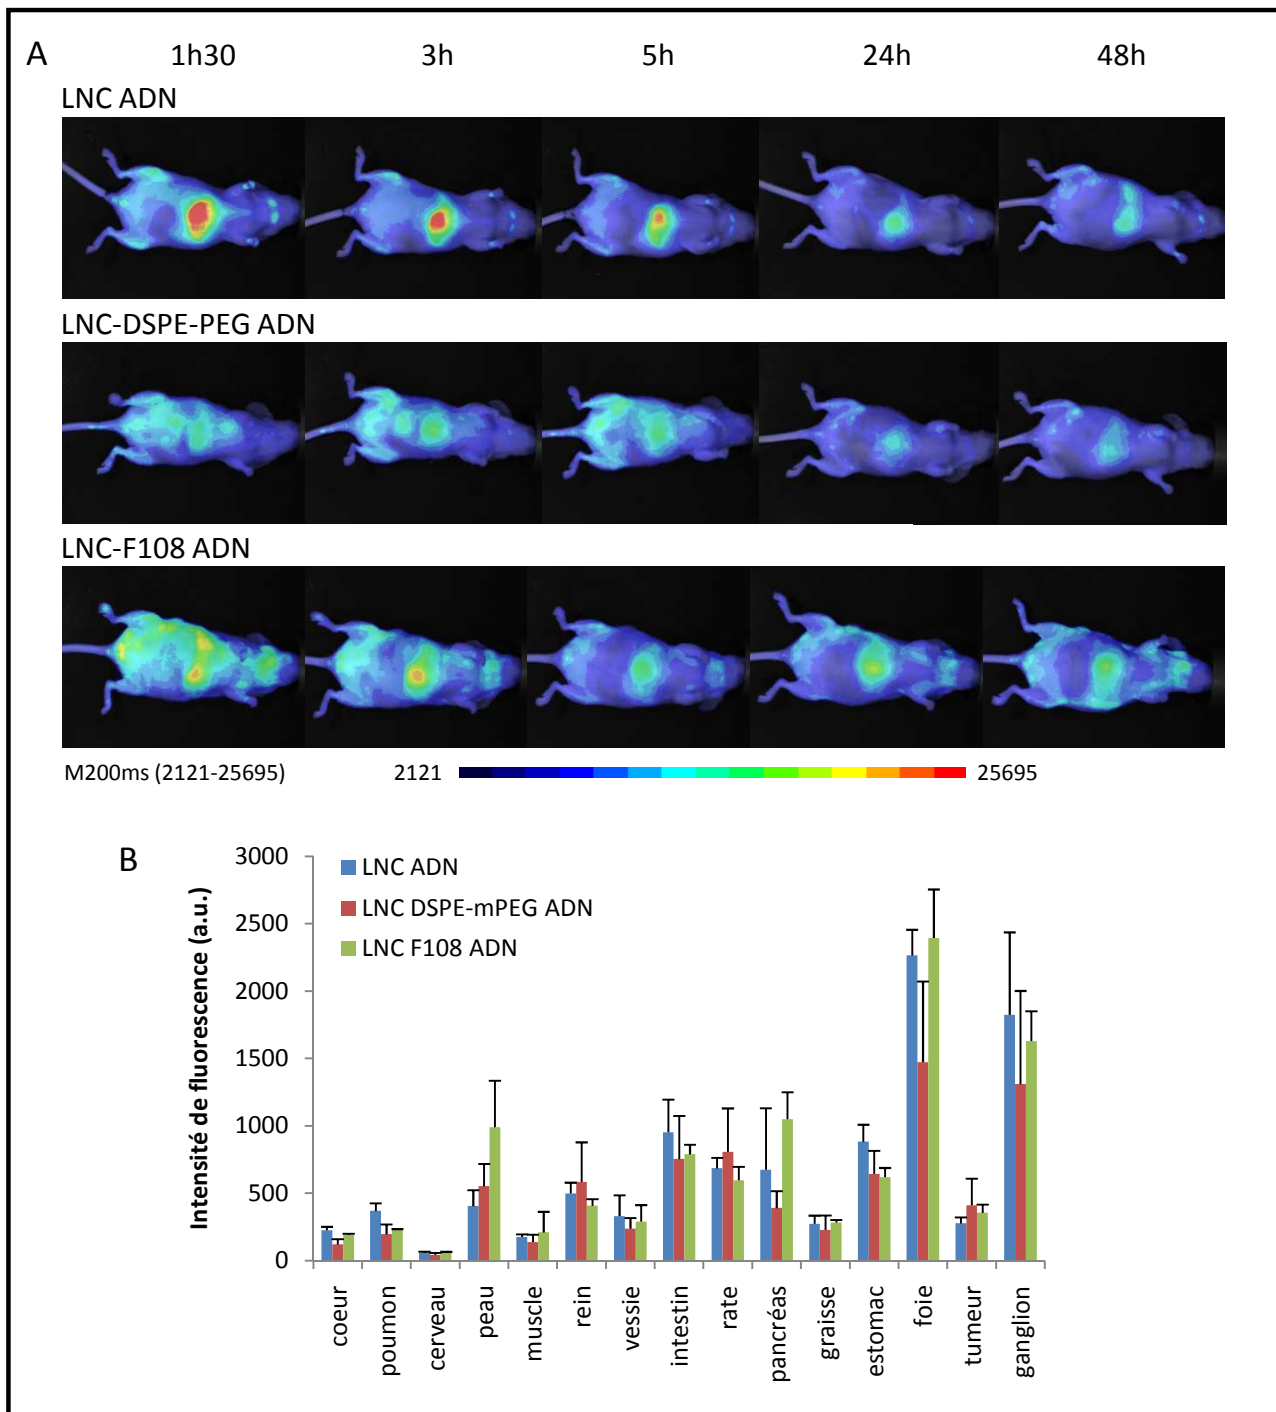 A 1h30 3h 5h 24h 48h
LNC ADN
LNC-DSPE-PEG ADN
LNC-F108 ADN
M200ms (2121-25695) 2121 25695
B
Intensité de fluorescence (a.u.)
3000
2500
2000
1500
1000
500
0
LNC ADN
LNC DSPE-mPEG ADN
LNC F108 ADN
coeur
poumon
cerveau
peau
muscle
rein
vessie
intestin
rate
pancréas
graisse
estomac
foie
tumeur
ganglion